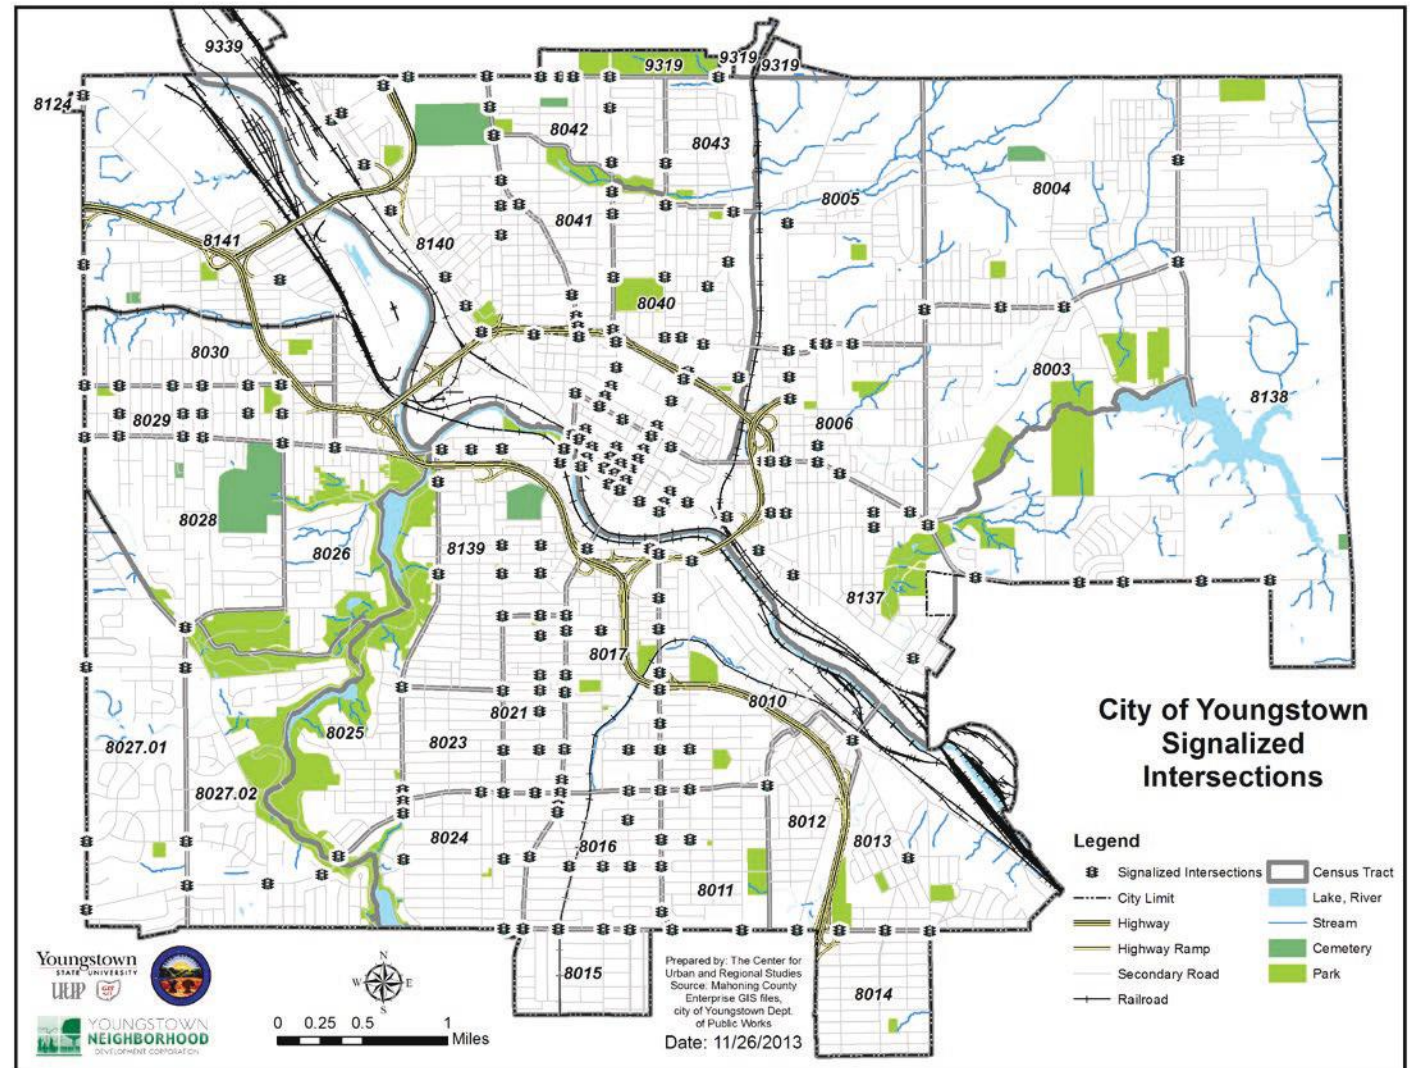 9339
9319
9319
9319
8124
8042
8043
8004
8005
8041
8141
8140
8040
8030
8003
8138
8029
8006
8028
8026
8139
8137
8017
8010
8021
8025
8023
8027.01
8027.02
8012
8024
8016
8013
8011
8015
8014
City of Youngstown
Signalized
Intersections
Legend
Signalized Intersections
City Limit
Highway
Highway Ramp
Secondary Road
Railroad
Census Tract
Lake, River
Stream
Cemetery
Park
Youngstown
STATE UNIVERSITY
YOUNGSTOWN
NEIGHBORHOOD
DEVELOPMENT CORPORATION
N
W E
S
0 0.25 0.5 1
Miles
Prepared by: The Center for
Urban and Regional Studies
Source: Mahoning County
Enterprise GIS files,
city of Youngstown Dept.
of Public Works
Date: 11/26/2013